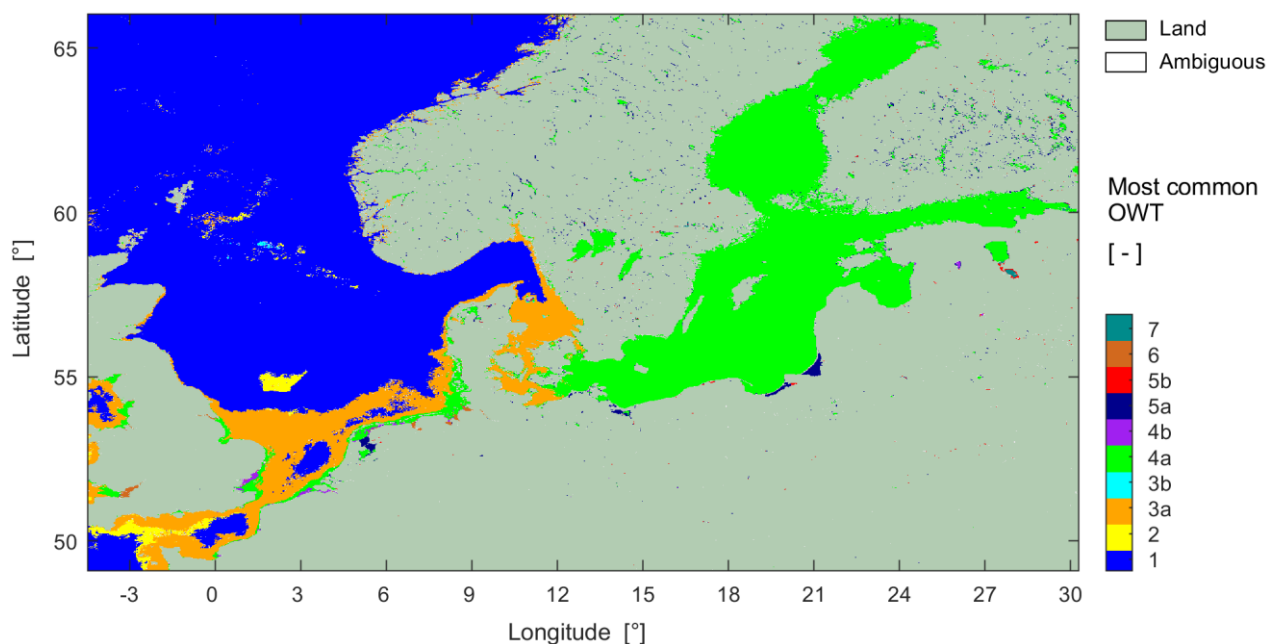 65
60
55
50
Latitude [°]
-3 0 3 6 9 12 15 18 21 24 27 30
Longitude [°]
Land
Ambiguous
Most common
OWT
[ - ]
7
6
5b
5a
4b
4a
3b
3a
2
1